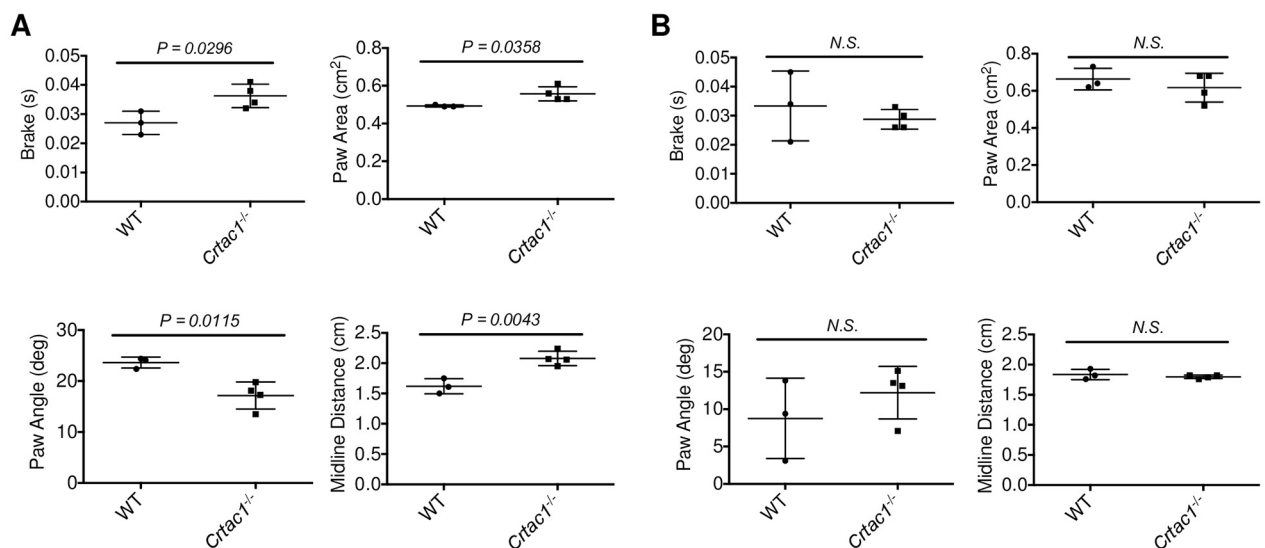 A
P = 0.0296
Brake (s)
0.05
0.04
0.03
0.02
0.01
0.00
WT
Crtac1-/-
P = 0.0358
Paw Area (cm2)
0.8
0.6
0.4
0.2
0.0
WT
Crtac1-/-
B
N.S.
Brake (s)
0.05
0.04
0.03
0.02
0.01
0.00
WT
Crtac1-/-
N.S.
Paw Area (cm2)
0.8
0.6
0.4
0.2
0.0
WT
Crtac1-/-
P = 0.0115
Paw Angle (deg)
30
20
10
0
WT
Crtac1-/-
P = 0.0043
Midline Distance (cm)
2.5
2.0
1.5
1.0
0.5
0.0
WT
Crtac1-/-
N.S.
Paw Angle (deg)
20
15
10
5
0
WT
Crtac1-/-
N.S.
Midline Distance (cm)
2.5
2.0
1.5
1.0
0.5
0.0
WT
Crtac1-/-